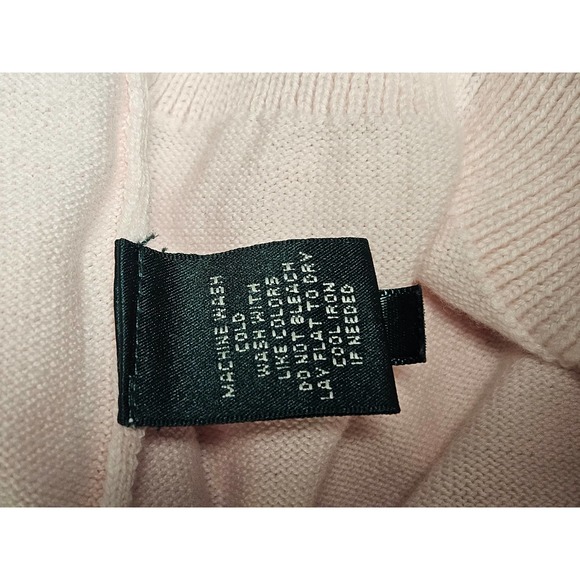 MACHINE WASH
COLD
WASH WITH
LIKE COLORS
DO NOT BLEACH
LAY FLAT TO DRY
COOL IRON
IF NEEDED